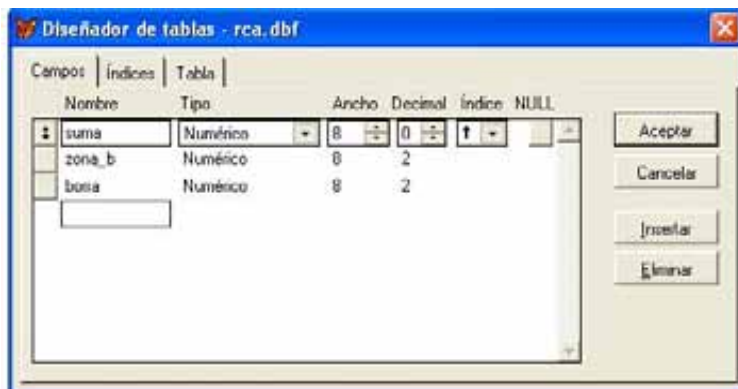 Diseñador de tablas - rca.dbf
Campos Índices Tabla
Nombre Tipo Ancho Decimal Índice NULL
suma Numérico 8 0
zona_b Numérico 8 2
borra Numérico 8 2
Aceptar
Cancelar
Insertar
Eliminar